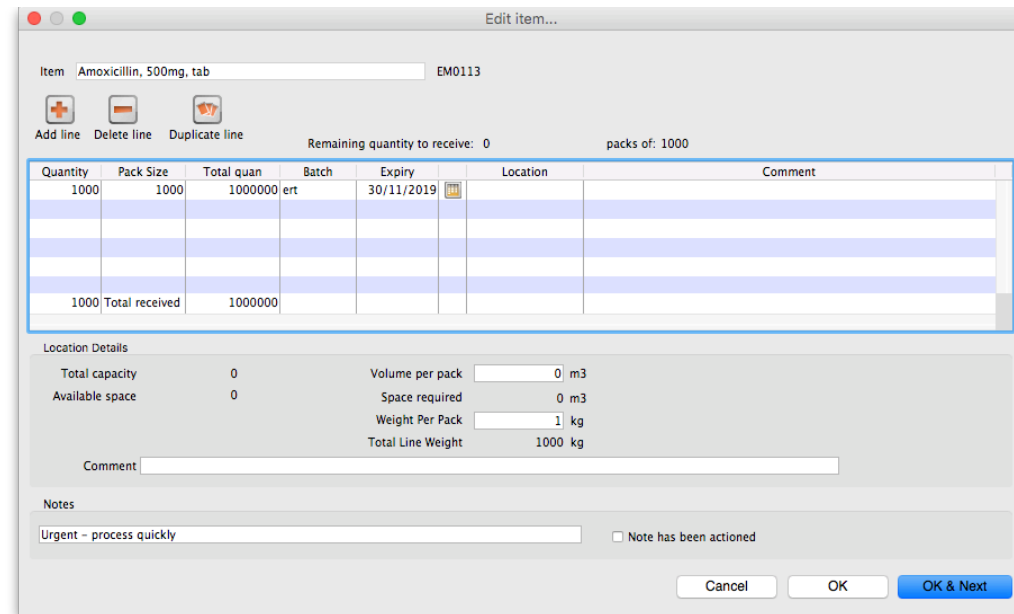 Edit item...
Item Amoxicillin, 500mg, tab EM0113
Add line Delete line Duplicate line
Remaining quantity to receive: 0 packs of: 1000
Quantity Pack Size Total quan Batch Expiry Location Comment
1000 1000 1000000 ert 30/11/2019
1000 Total received 1000000
Location Details
Total capacity 0 Volume per pack 0 m3
Available space 0 Space required 0 m3
Weight Per Pack 1 kg
Total Line Weight 1000 kg
Comment
Notes
Urgent - process quickly Note has been actioned
Cancel OK OK & Next